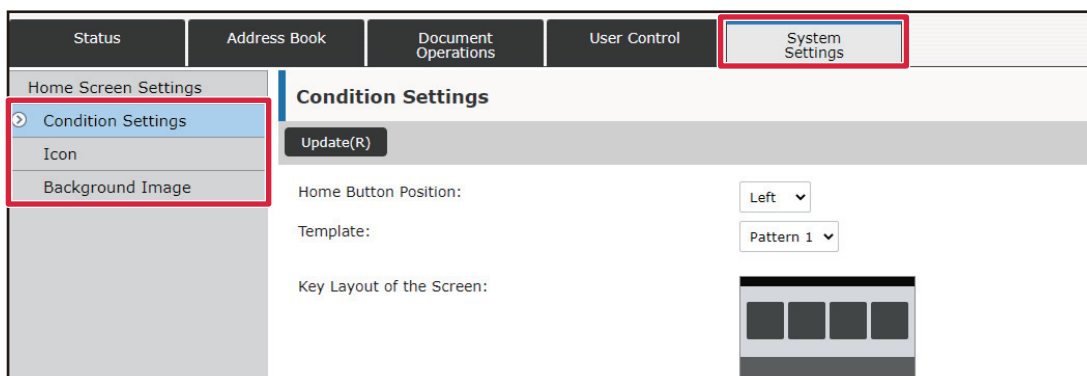 Status
Address Book
Document
Operations
User Control
System
Settings
Home Screen Settings
Condition Settings
Icon
Background Image
Condition Settings
Update(R)
Home Button Position:
Left
Template:
Pattern 1
Key Layout of the Screen: